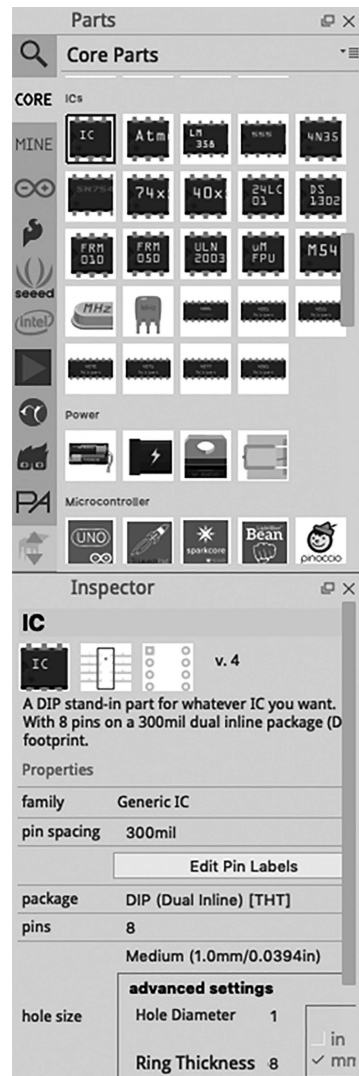 Parts
Core Parts
CORE
ICs
MINE
IC
Atm
LM
358
555
4N35
SN754
74x
40x
24LC
01
DS
1302
FRM
010
FRM
050
ULN
2003
uM
FPU
M54
seeed
intel
MHz
Power
PA
Microcontroller
UNO
sparkcore
Bean
pinoccio
Inspector
IC
IC
v. 4
A DIP stand-in part for whatever IC you want.
With 8 pins on a 300mil dual inline package (D
footprint.
Properties
family Generic IC
pin spacing 300mil
Edit Pin Labels
package DIP (Dual Inline) [THT]
pins 8
Medium (1.0mm/0.0394in)
advanced settings
hole size Hole Diameter 1
in
Ring Thickness 8 mm